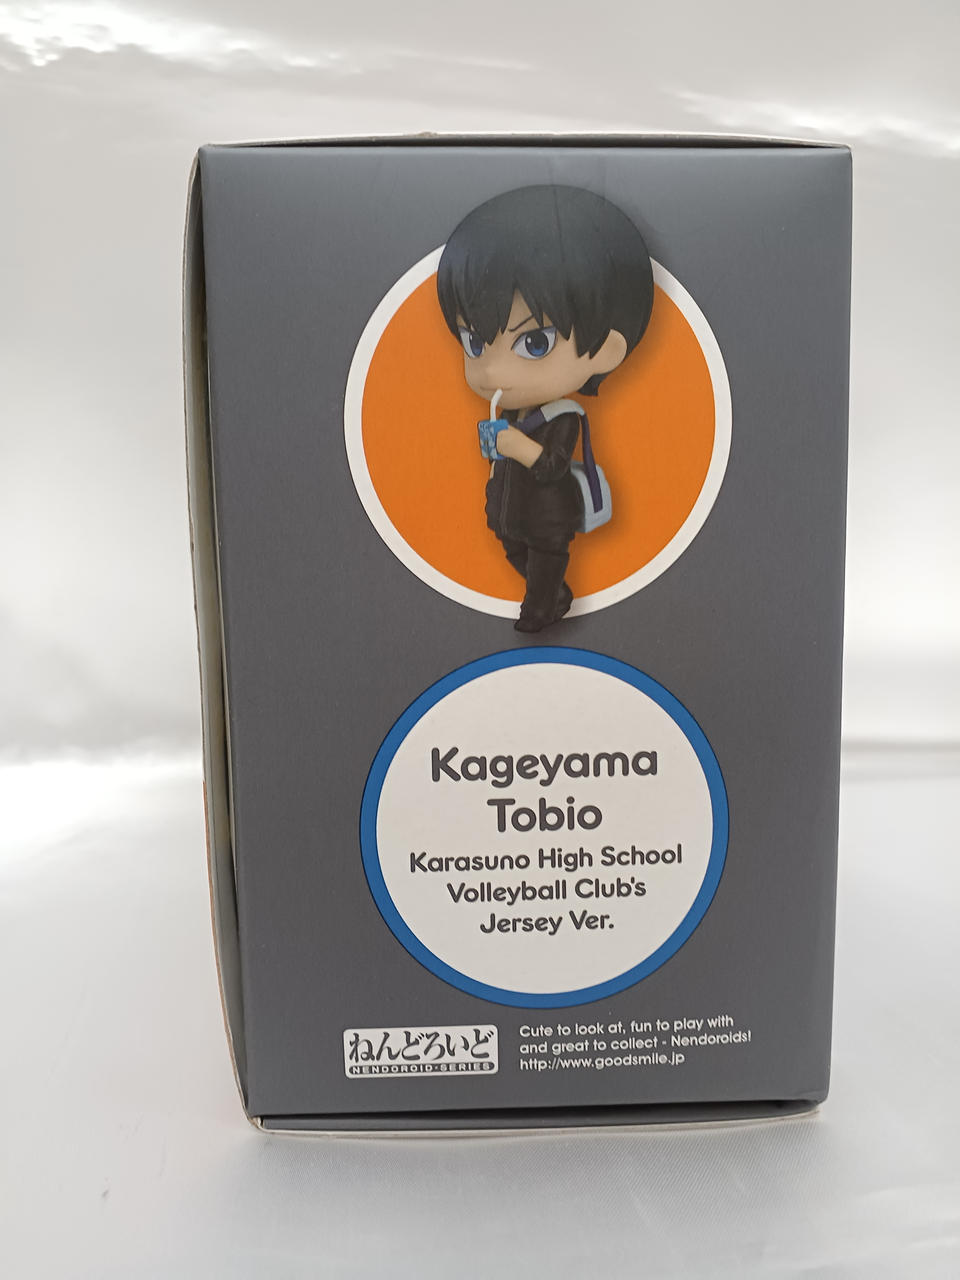 Kageyama
Tobio
Karasuno High School
Volleyball Club's
Jersey Ver.
ねんどろいど
NENDOROID•SERIES
Cute to look at, fun to play with
and great to collect - Nendoroids!
http://www.goodsmile.jp